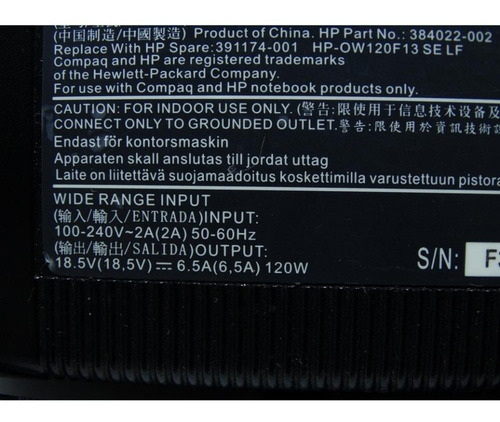 (中国制造/中國製造) Product of China. HP Part No.: 384022-002
Replace With HP Spare:391174-001 HP-OW120F13 SE LF
Compaq and HP are registered trademarks
of the Hewlett-Packard Company.
For use with Compaq and HP notebook products only.
CAUTION: FOR INDOOR USE ONLY. (警告:限使用于信息技术设备及
CONNECT ONLY TO GROUNDED OUTLET.警告:限使用於資訊技術
Endast för kontorsmaskin
Apparaten skall anslutas till jordat uttag
Laite on liitettävä suojamaadoitus koskettimilla varustettuun pistora
WIDE RANGE INPUT
(输入/輸入/ENTRADA)INPUT:
100-240V~2A(2A) 50-60Hz
(输出/輸出/SALIDA)OUTPUT:
18.5V(18,5V) ⎓ 6.5A(6,5A) 120W
S/N: F3